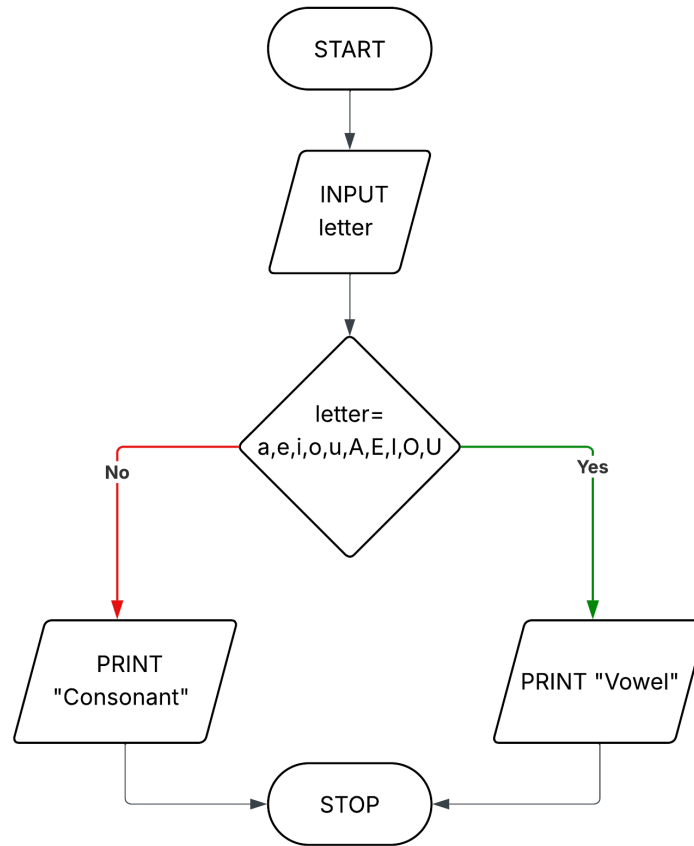 START
INPUT
letter
letter=
a,e,i,o,u,A,E,I,O,U
No
Yes
PRINT
"Consonant"
PRINT "Vowel"
STOP